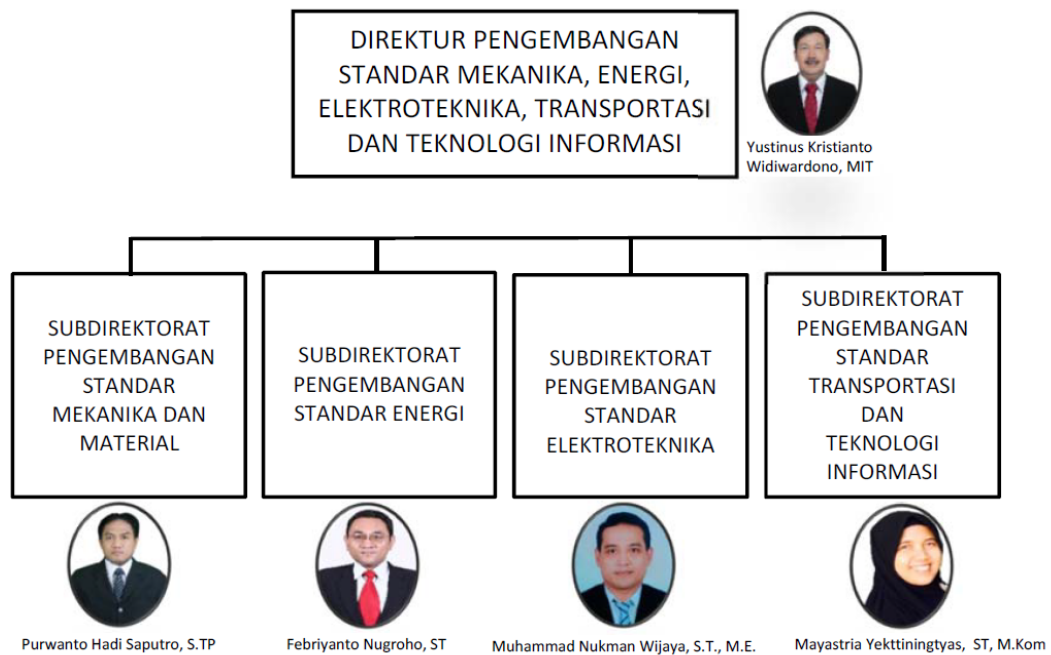 DIREKTUR PENGEMBANGAN
STANDAR MEKANIKA, ENERGI,
ELEKTROTEKNIKA, TRANSPORTASI
DAN TEKNOLOGI INFORMASI
Yustinus Kristianto
Widiwardono, MIT
SUBDIREKTORAT
PENGEMBANGAN
STANDAR
MEKANIKA DAN
MATERIAL
SUBDIREKTORAT
PENGEMBANGAN
STANDAR ENERGI
SUBDIREKTORAT
PENGEMBANGAN
STANDAR
ELEKTROTEKNIKA
SUBDIREKTORAT
PENGEMBANGAN
STANDAR
TRANSPORTASI
DAN
TEKNOLOGI
INFORMASI
Purwanto Hadi Saputro, S.TP
Febriyanto Nugroho, ST
Muhammad Nukman Wijaya, S.T., M.E.
Mayastria Yekttiningtyas, ST, M.Kom